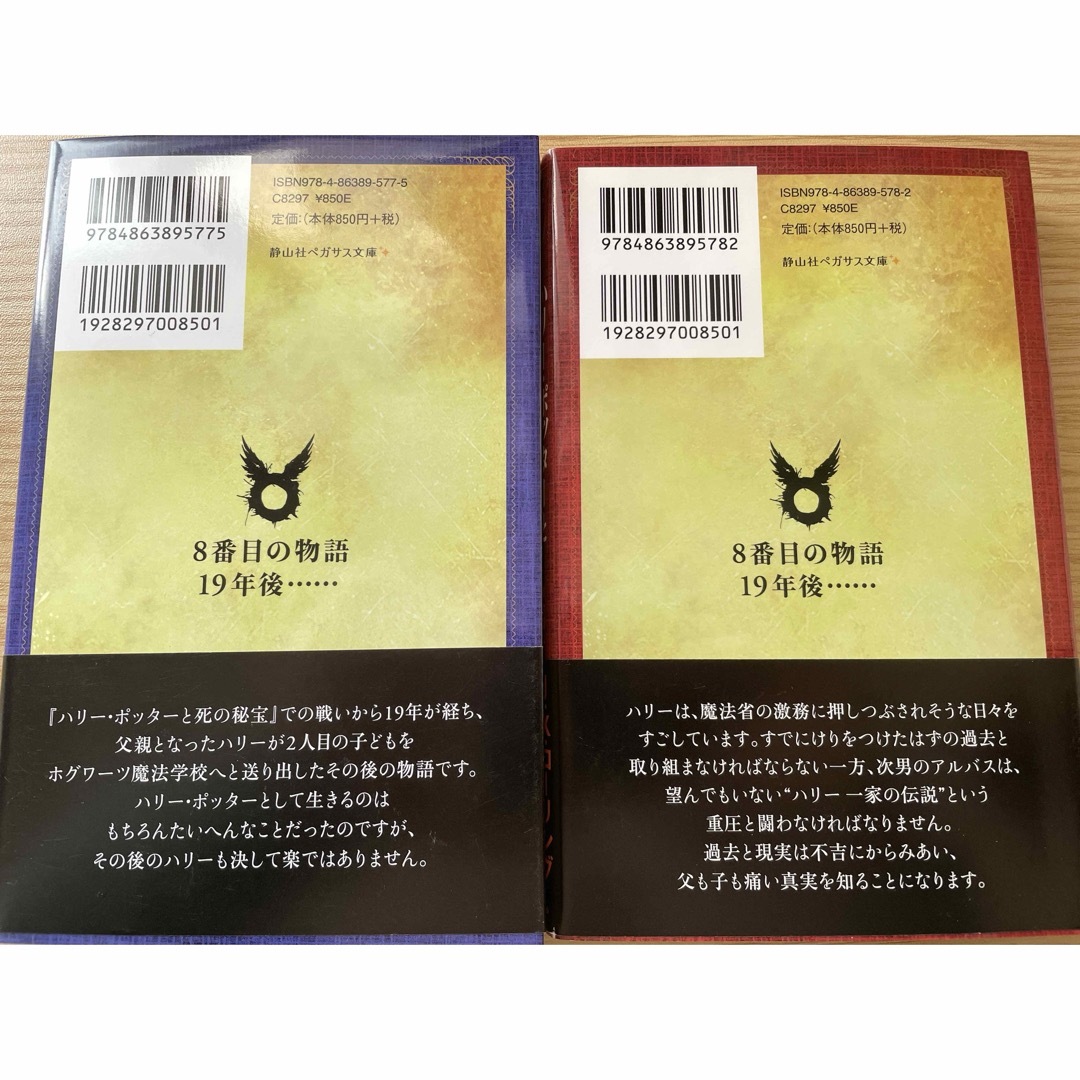 9784863895775
1928297008501
ISBN978-4-86389-577-5
C8297 ¥850E
定価:(本体850円+税)
静山社ペガサス文庫
8番目の物語
19年後……
『ハリー・ポッターと死の秘宝』での戦いから19年が経ち、
父親となったハリーが2人目の子どもを
ホグワーツ魔法学校へと送り出したその後の物語です。
ハリー・ポッターとして生きるのは
もちろんたいへんなことだったのですが、
その後のハリーも決して楽ではありません。
9784863895782
1928297008501
ISBN978-4-86389-578-2
C8297 ¥850E
定価:(本体850円+税)
静山社ペガサス文庫
8番目の物語
19年後……
ハリーは、魔法省の激務に押しつぶされそうな日々を
すごしています。すでにけりをつけたはずの過去と
取り組まなければならない一方、次男のアルバスは、
望んでもいない“ハリー 一家の伝説”という
重圧と闘わなければなりません。
過去と現実は不吉にからみあい、
父も子も痛い真実を知ることになります。